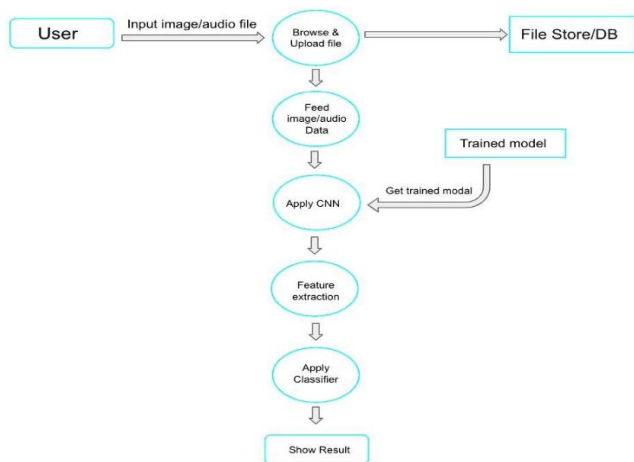 User
Input image/audio file
Browse &
Upload file
File Store/DB
Feed
image/audio
Data
Trained model
Get trained modal
Apply CNN
Feature
extraction
Apply
Classifier
Show Result